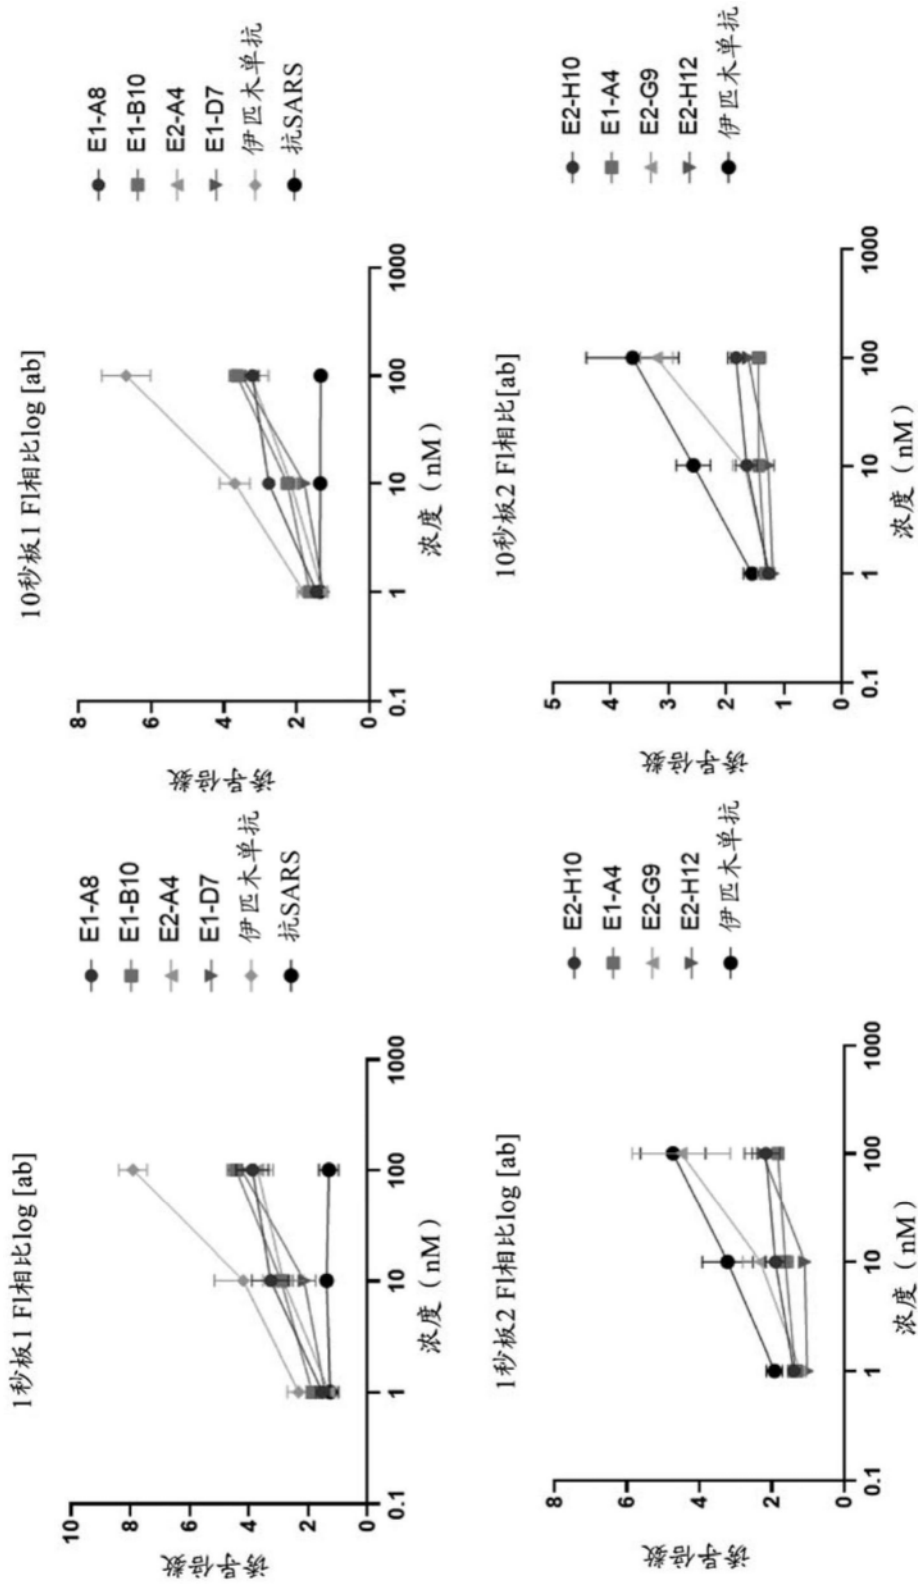 1秒板1 FI相比log [ab]
诱导倍数
10
8
6
4
2
0
0.1
1
10
100
1000
浓度（nM）
E1-A8
E1-B10
E2-A4
E1-D7
伊匹木单抗
抗SARS
10秒板1 FI相比log [ab]
诱导倍数
8
6
4
2
0
0.1
1
10
100
1000
浓度（nM）
E1-A8
E1-B10
E2-A4
E1-D7
伊匹木单抗
抗SARS
1秒板2 FI相比log [ab]
诱导倍数
8
6
4
2
0
0.1
1
10
100
1000
浓度（nM）
E2-H10
E1-A4
E2-G9
E2-H12
伊匹木单抗
10秒板2 FI相比[ab]
诱导倍数
5
4
3
2
1
0
0.1
1
10
100
1000
浓度（nM）
E2-H10
E1-A4
E2-G9
E2-H12
伊匹木单抗